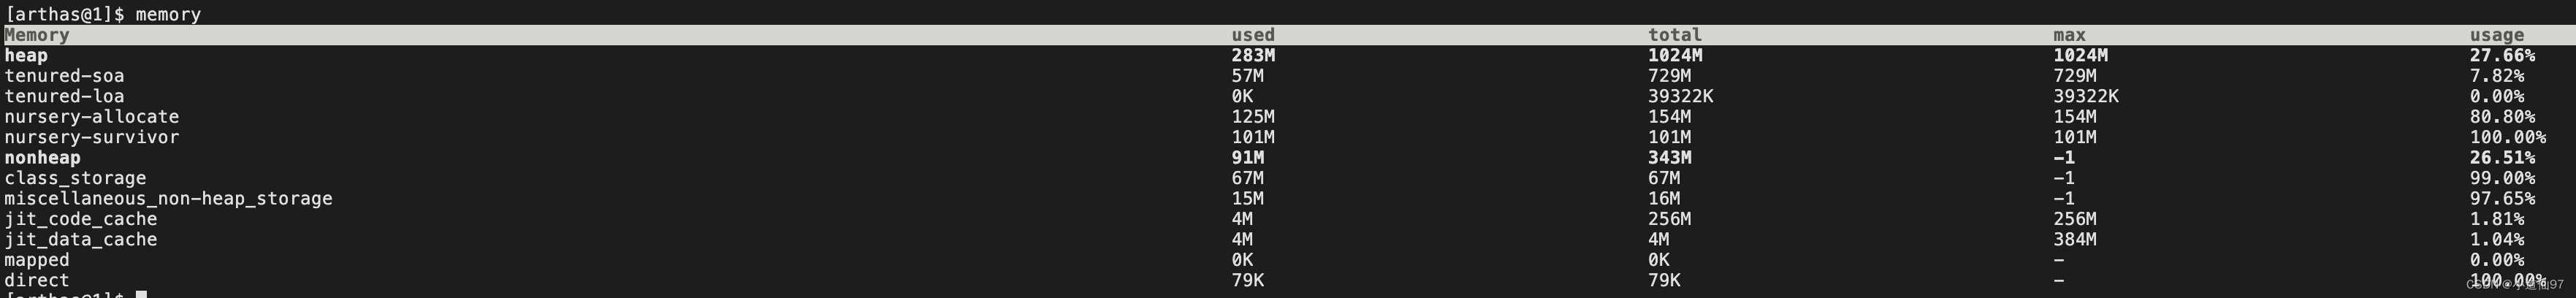 [arthas@1]$ memory
Memory used total max usage
heap 283M 1024M 1024M 27.66%
tenured-soa 57M 729M 729M 7.82%
tenured-loa 0K 39322K 39322K 0.00%
nursery-allocate 125M 154M 154M 80.80%
nursery-survivor 101M 101M 101M 100.00%
nonheap 91M 343M -1 26.51%
class_storage 67M 67M -1 99.00%
miscellaneous_non-heap_storage 15M 16M -1 97.65%
jit_code_cache 4M 256M 256M 1.81%
jit_data_cache 4M 4M 384M 1.04%
mapped 0K 0K - 0.00%
direct 79K 79K - 100.00%
[arthas@1]$